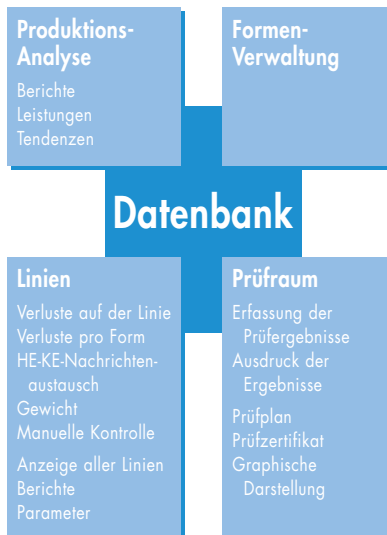 Produktions-
Analyse
Berichte
Leistungen
Tendenzen
Formen-
Verwaltung
Datenbank
Linien
Verluste auf der Linie
Verluste pro Form
HE-KE-Nachrichten-
austausch
Gewicht
Manuelle Kontrolle
Anzeige aller Linien
Berichte
Parameter
Prüfraum
Erfassung der
Prüfergebnisse
Ausdruck der
Ergebnisse
Prüfplan
Prüfzertifikat
Graphische
Darstellung